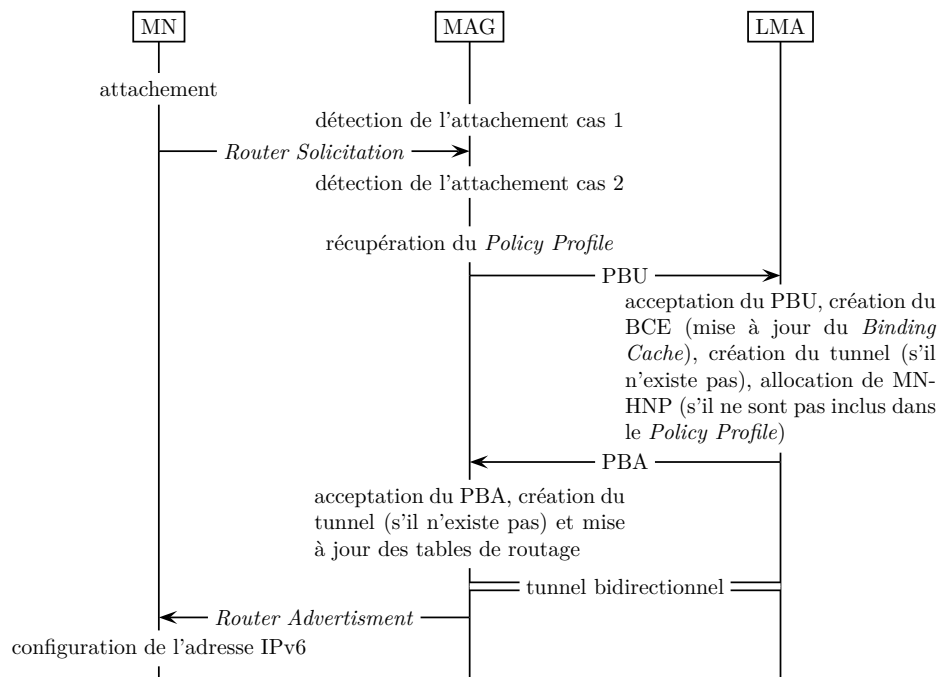 MN
MAG
LMA
attachement
détection de l'attachement cas 1
Router Solicitation
détection de l'attachement cas 2
récupération du Policy Profile
PBU
acceptation du PBU, création du
BCE (mise à jour du Binding
Cache), création du tunnel (s'il
n'existe pas), allocation de MN-
HNP (s'il ne sont pas inclus dans
le Policy Profile)
PBA
acceptation du PBA, création du
tunnel (s'il n'existe pas) et mise
à jour des tables de routage
tunnel bidirectionnel
Router Advertisment
configuration de l'adresse IPv6